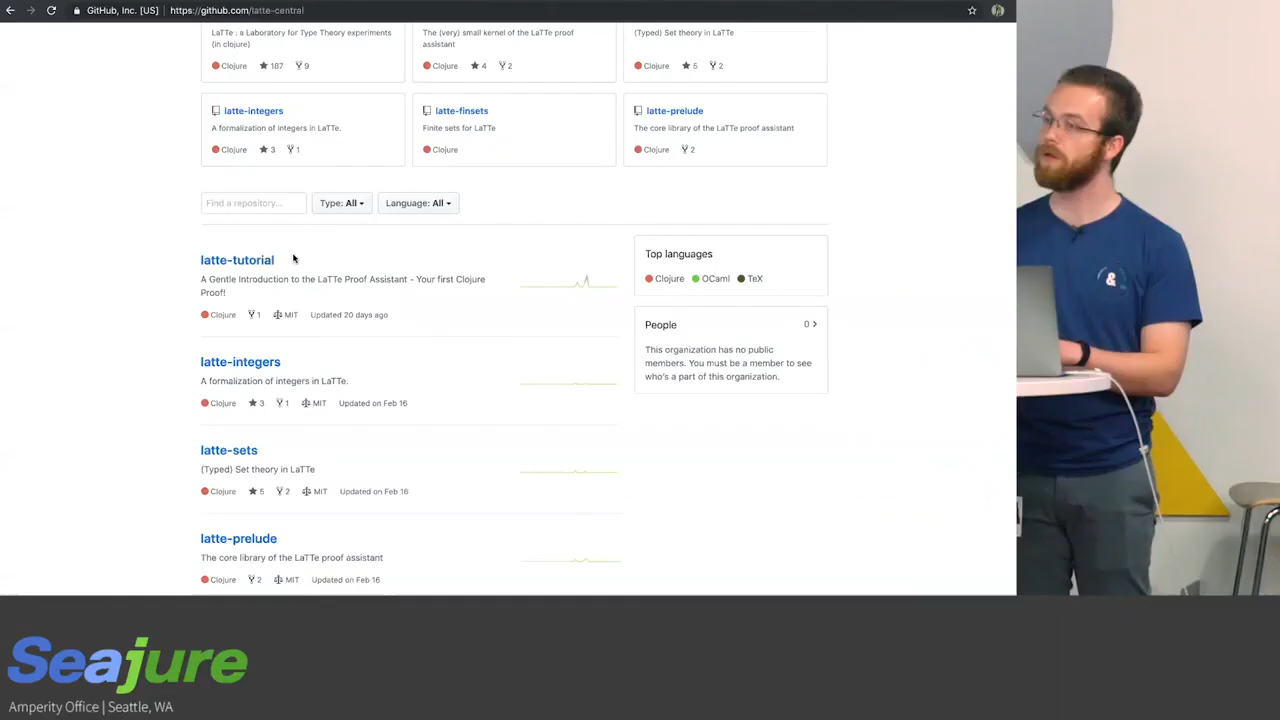 GitHub, Inc. [US] | https://github.com/latte-central
LaTTe : a Laboratory for Type Theory experiments
(in clojure)
Clojure 187 9
The (very) small kernel of the LaTTe proof
assistant
Clojure 4 2
(Typed) Set theory in LaTTe
Clojure 5 2
latte-integers
A formalization of integers in LaTTe.
Clojure 3 1
latte-finsets
Finite sets for LaTTe
Clojure
latte-prelude
The core library of the LaTTe proof assistant
Clojure 2
Find a repository... Type: All Language: All
latte-tutorial
A Gentle Introduction to the LaTTe Proof Assistant - Your first Clojure
Proof!
Clojure 1 MIT Updated 20 days ago
latte-integers
A formalization of integers in LaTTe.
Clojure 3 1 MIT Updated on Feb 16
latte-sets
(Typed) Set theory in LaTTe
Clojure 5 2 MIT Updated on Feb 16
latte-prelude
The core library of the LaTTe proof assistant
Clojure 2 MIT Updated on Feb 16
Top languages
Clojure OCaml TeX
People 0
This organization has no public
members. You must be a member to see
who's a part of this organization.
&
Seajure
Amperity Office | Seattle, WA